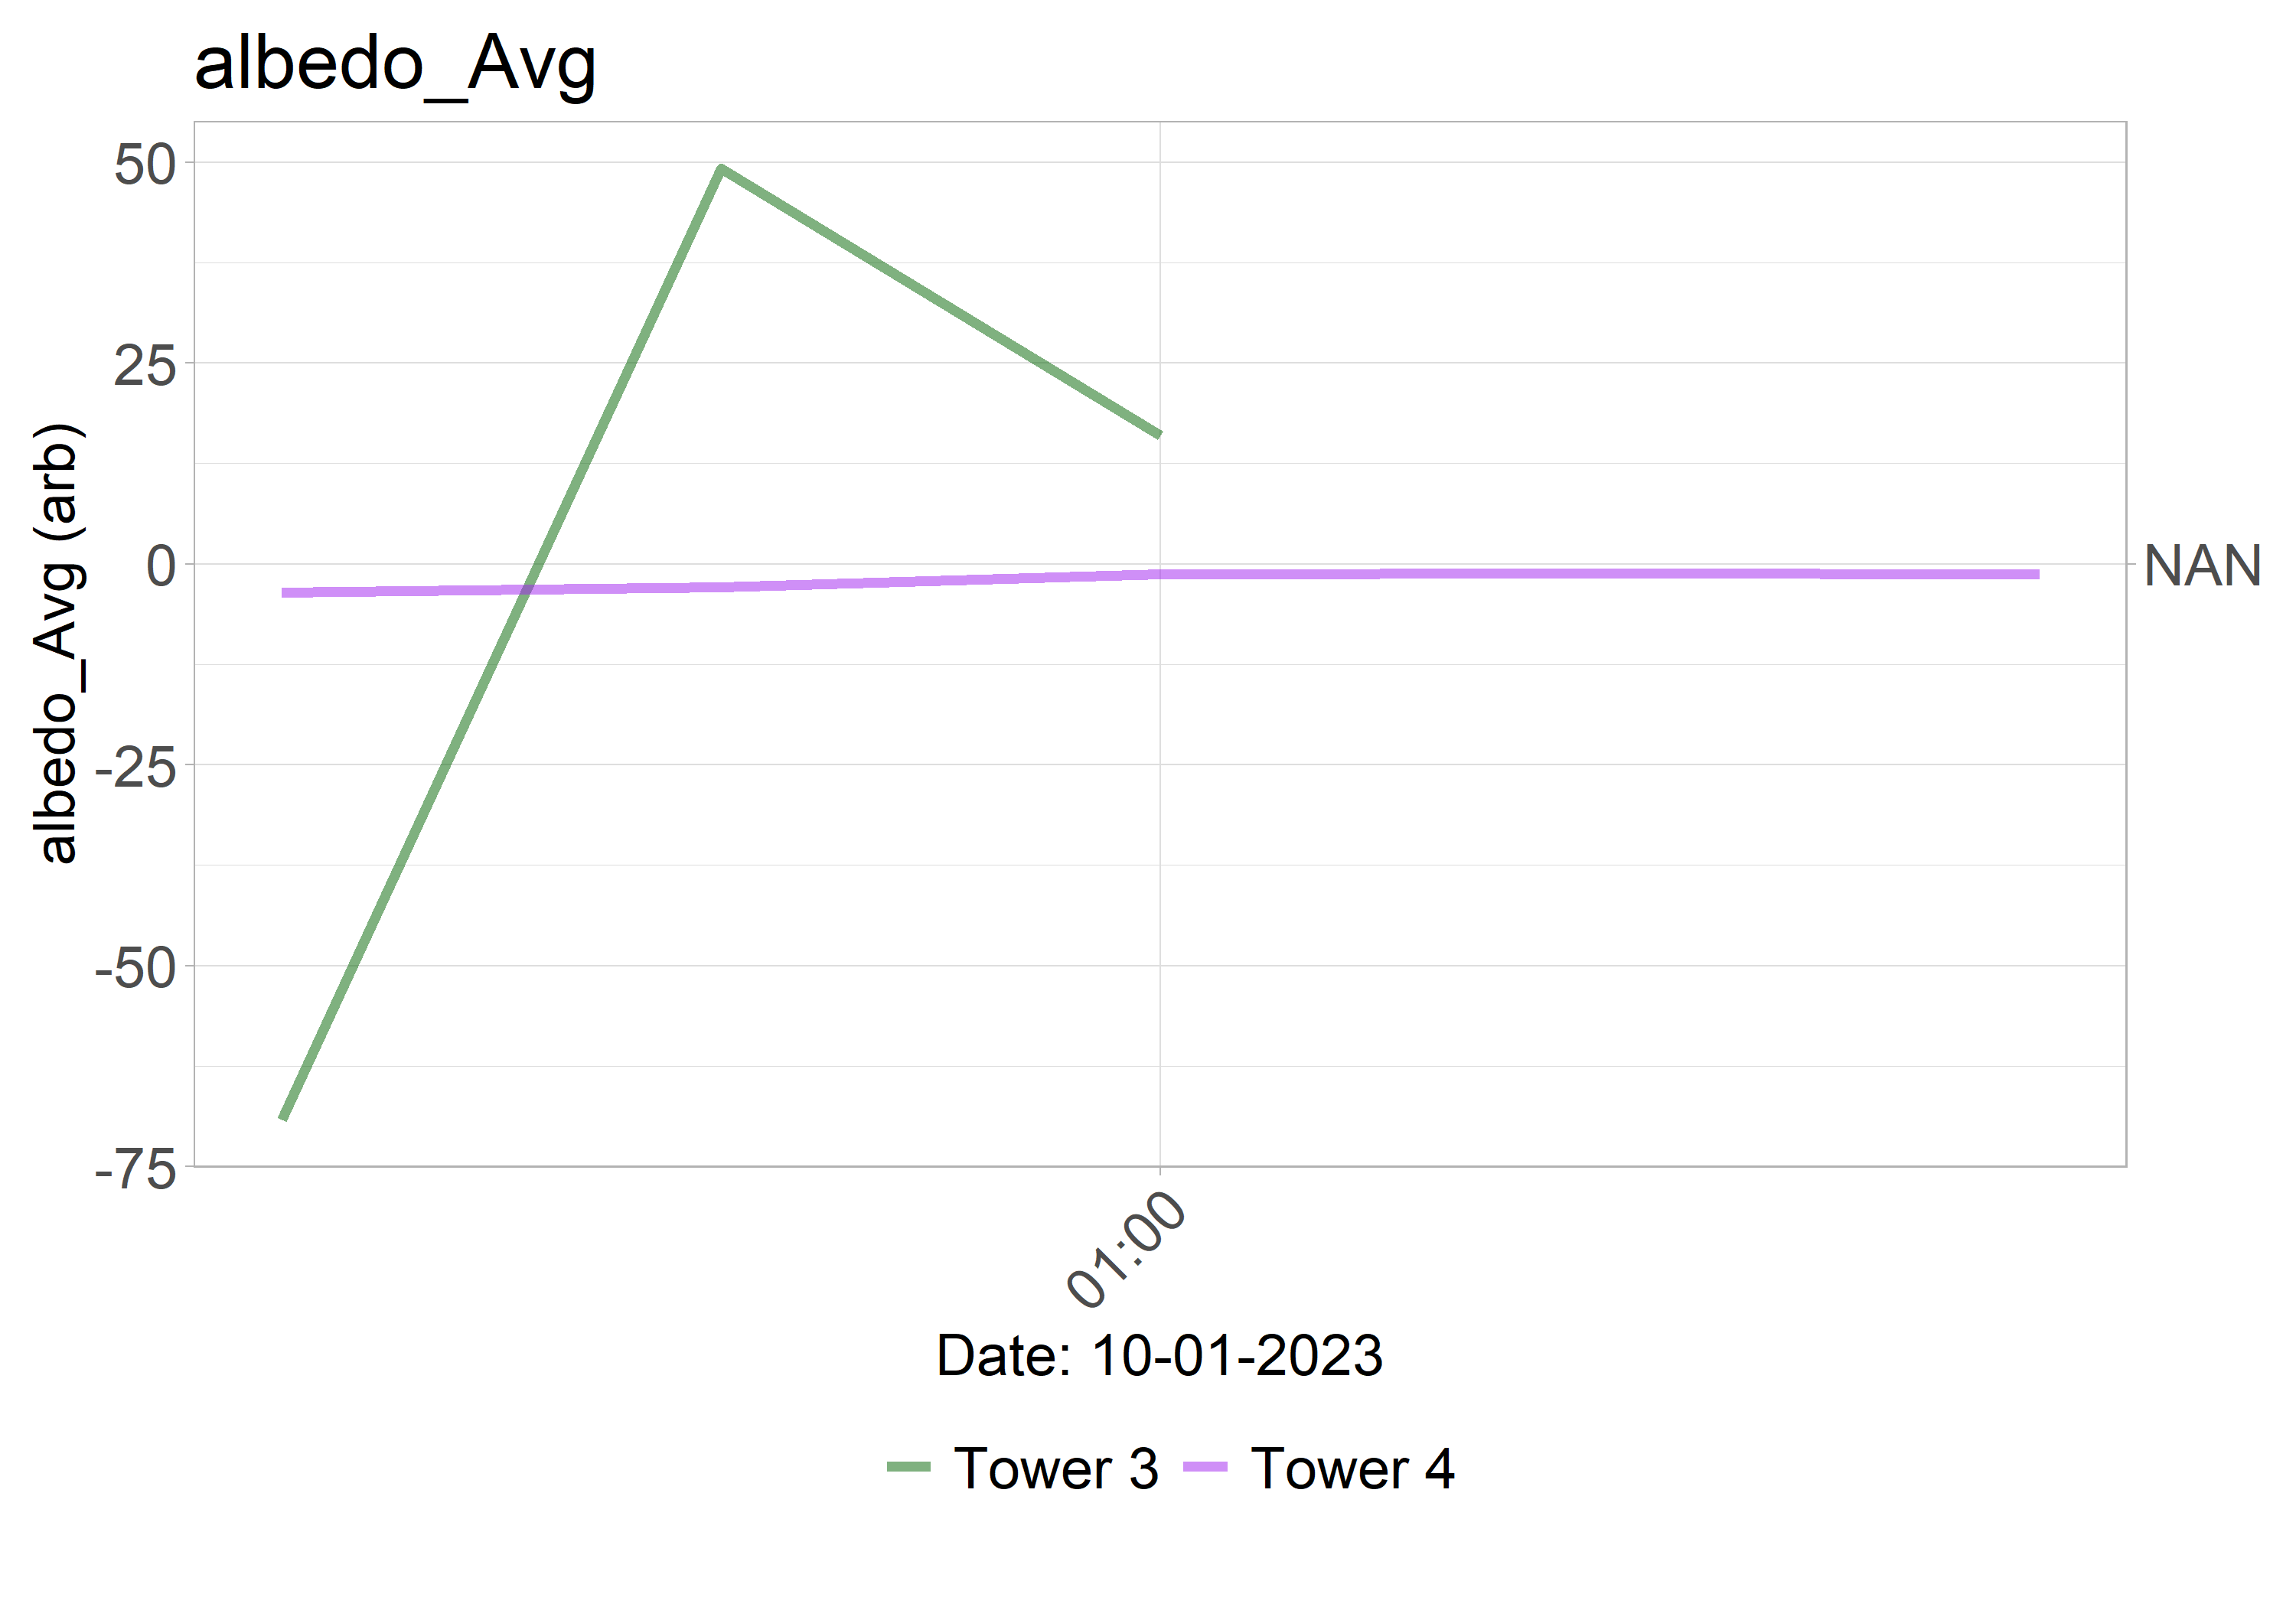 albedo_Avg
albedo_Avg (arb)
50
25
0
-25
-50
-75
NAN
01:00
Date: 10-01-2023
Tower 3
Tower 4